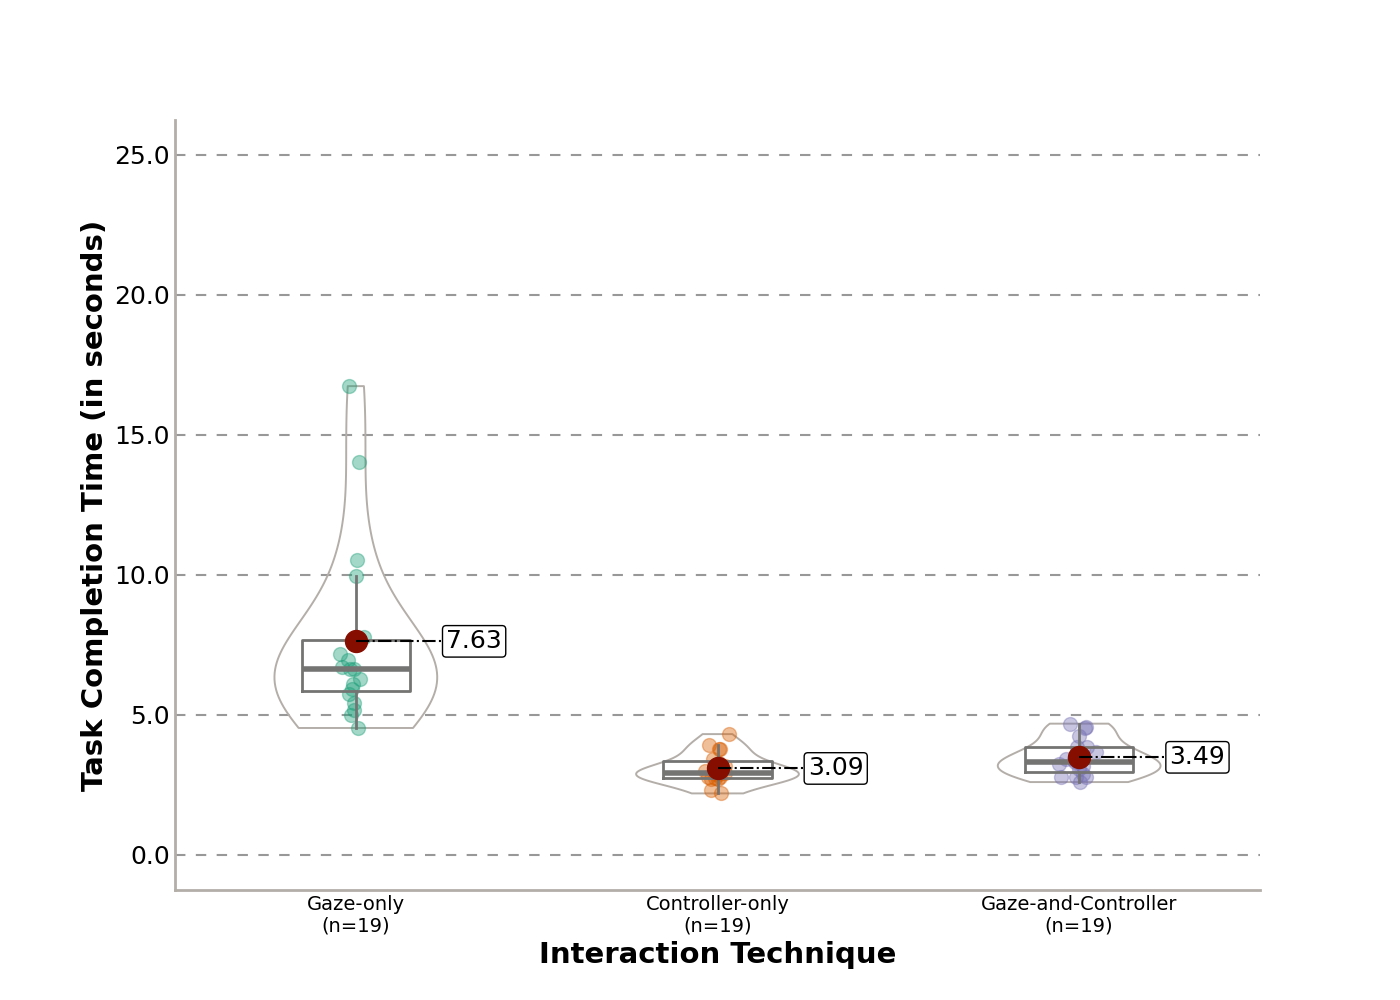 Task Completion Time (in seconds)
25.0
20.0
15.0
10.0
5.0
0.0
7.63
3.09
3.49
Gaze-only
(n=19)
Controller-only
(n=19)
Gaze-and-Controller
(n=19)
Interaction Technique